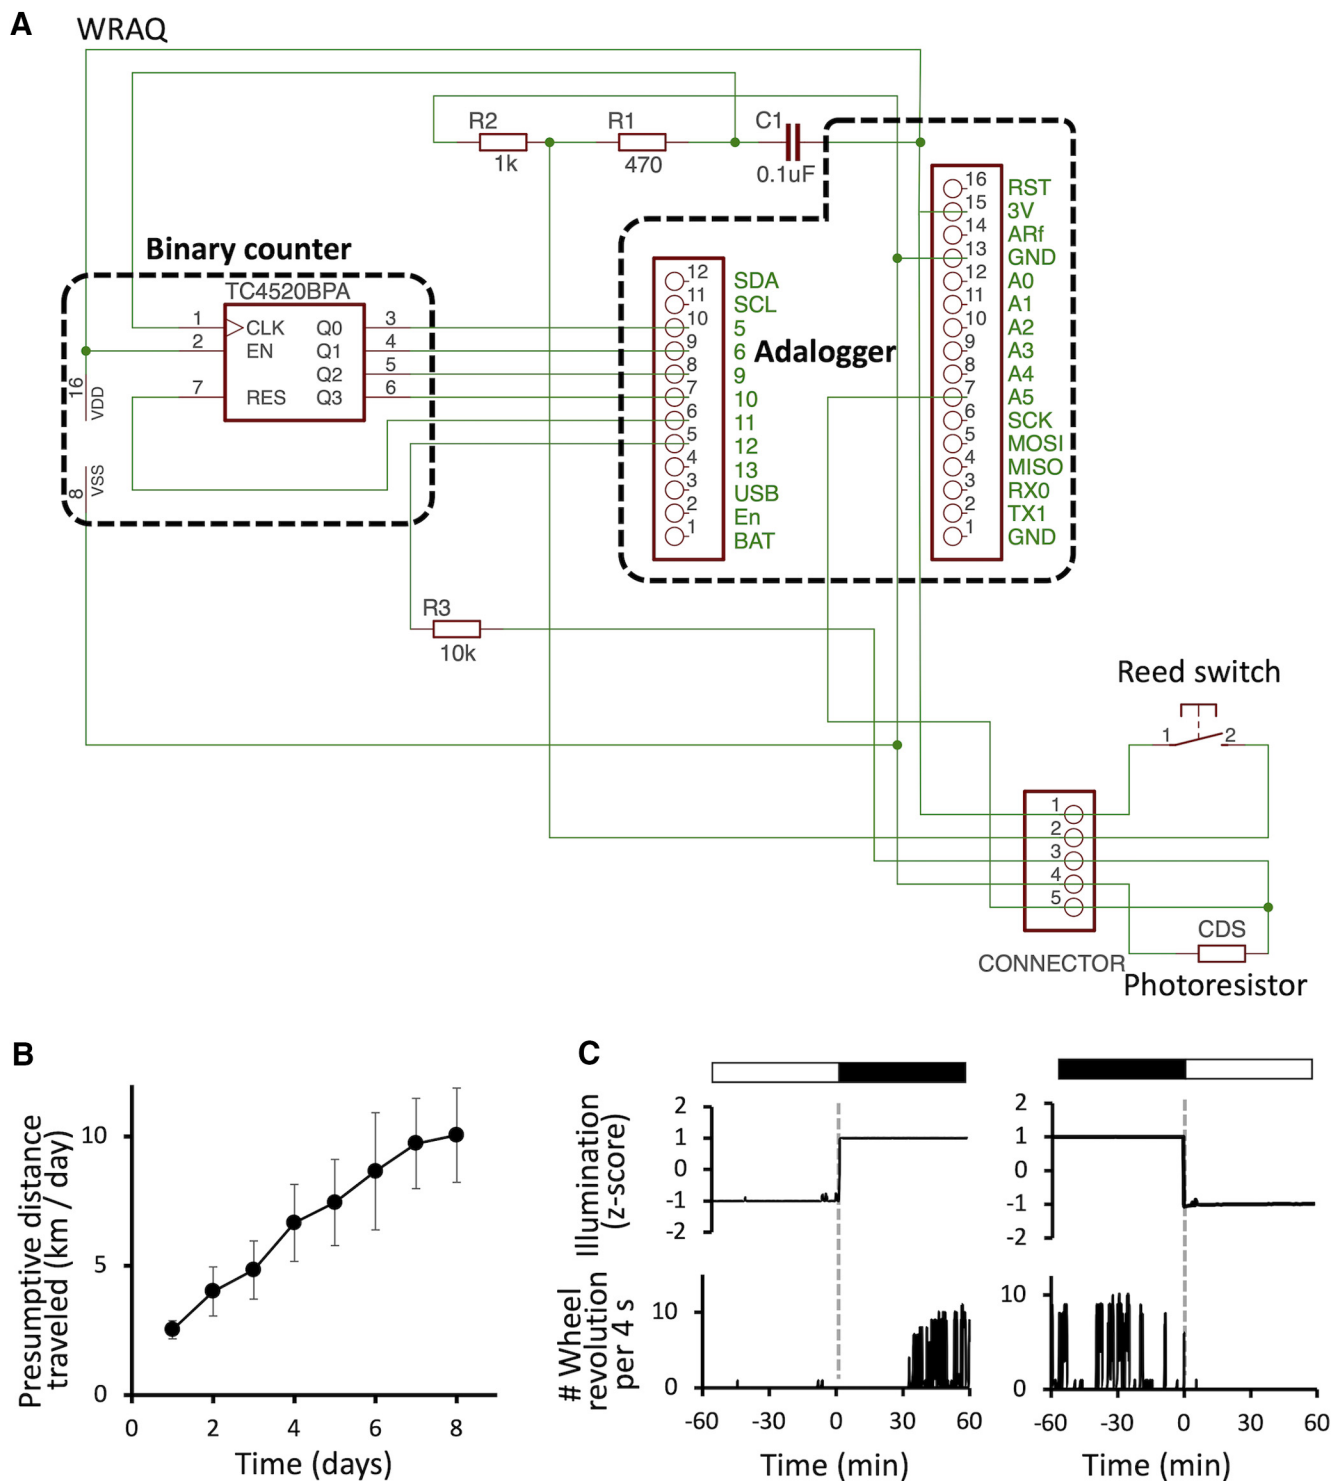 A
WRAQ
R2
1k
R1
470
C1
0.1uF
Binary counter
TC4520BPA
1
CLK
Q0
3
2
EN
Q1
4
Q2
5
7
RES
Q3
6
16
VDD
8
VSS
Adalogger
12
SDA
11
SCL
10
5
9
6
8
9
7
10
6
11
5
12
4
13
3
USB
2
En
1
BAT
16
RST
15
3V
14
ARf
13
GND
12
A0
11
A1
10
A2
9
A3
8
A4
7
A5
6
SCK
5
MOSI
4
MISO
3
RX0
2
TX1
1
GND
R3
10k
Reed switch
1
2
1
2
3
4
5
CONNECTOR
CDS
Photoresistor
B
Presumptive distance
traveled (km / day)
10
5
0
0 2 4 6 8
Time (days)
C
Illumination
(z-score)
2
1
0
-1
-2
# Wheel
revolution
per 4 s
10
0
-60 -30 0 30 60
Time (min)
2
1
0
-1
-2
10
0
-60 -30 0 30 60
Time (min)